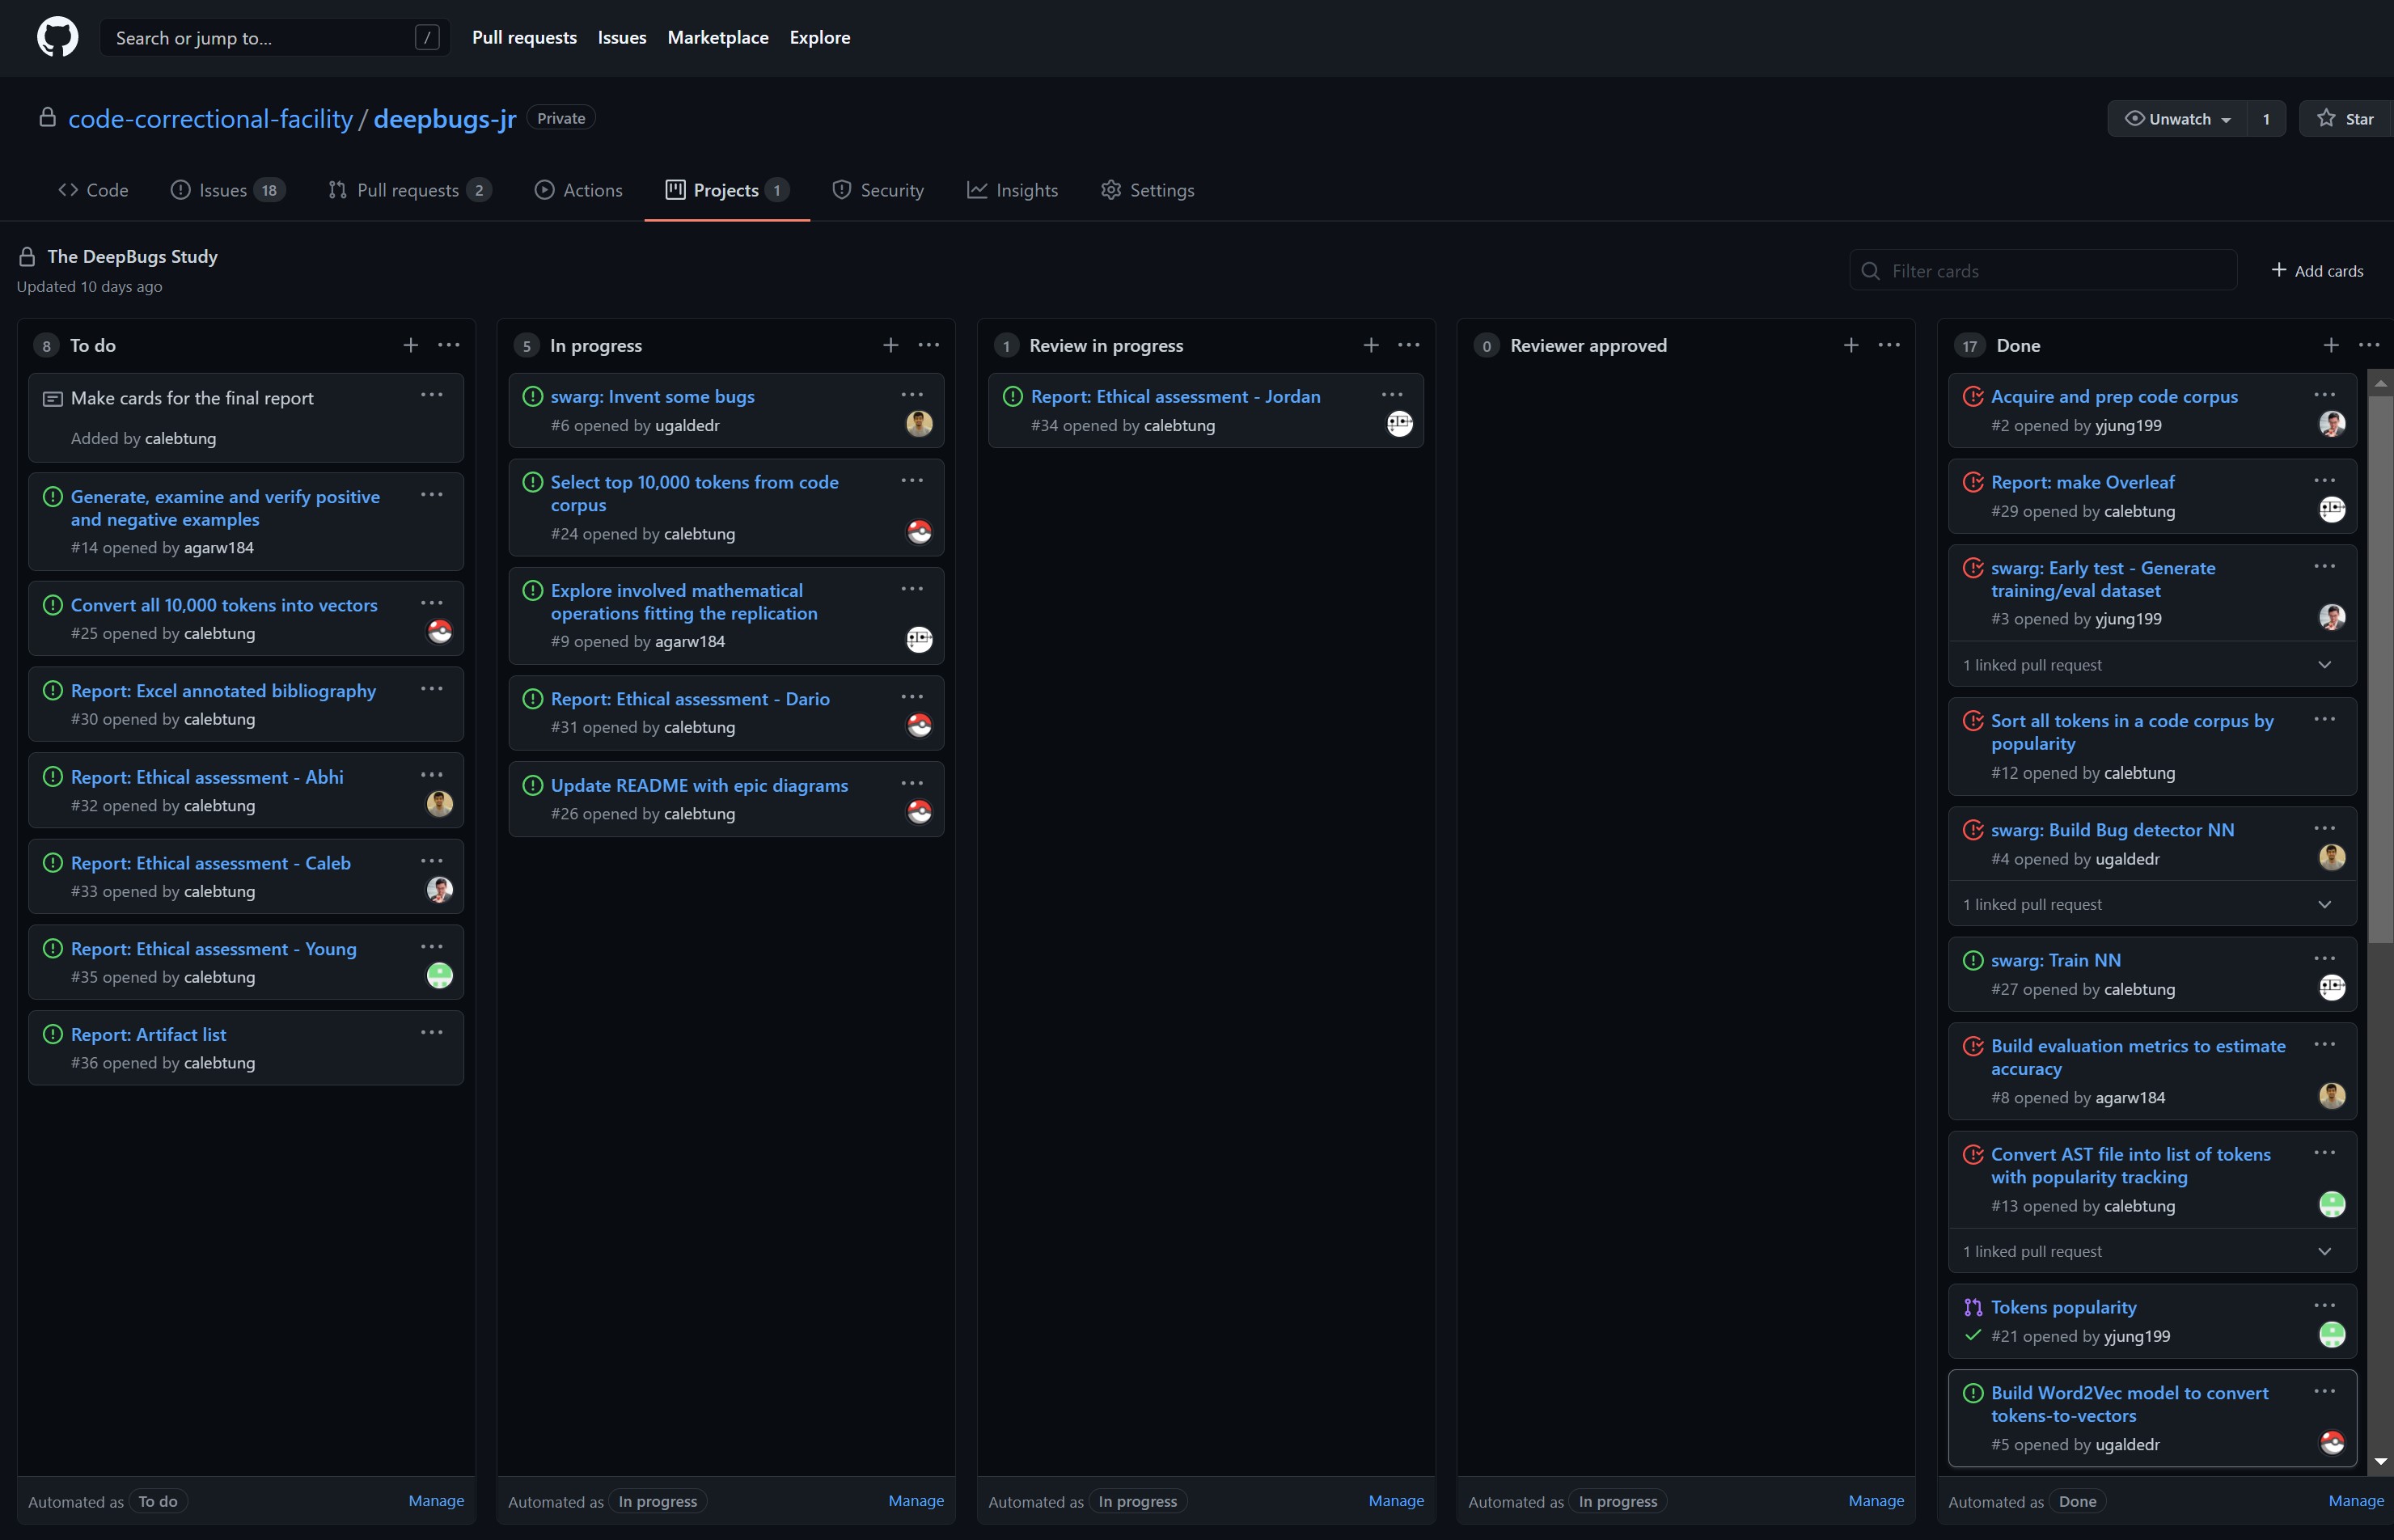 Search or jump to... /
Pull requests Issues Marketplace Explore
code-correctional-facility / deepbugs-jr Private
Unwatch 1 Star
Code Issues 18 Pull requests 2 Actions Projects 1 Security Insights Settings
The DeepBugs Study
Updated 10 days ago
Filter cards
Add cards
8 To do
Make cards for the final report
Added by calebtung
Generate, examine and verify positive
and negative examples
#14 opened by agarw184
Convert all 10,000 tokens into vectors
#25 opened by calebtung
Report: Excel annotated bibliography
#30 opened by calebtung
Report: Ethical assessment - Abhi
#32 opened by calebtung
Report: Ethical assessment - Caleb
#33 opened by calebtung
Report: Ethical assessment - Young
#35 opened by calebtung
Report: Artifact list
#36 opened by calebtung
Automated as To do Manage
5 In progress
swarg: Invent some bugs
#6 opened by ugaldedr
Select top 10,000 tokens from code
corpus
#24 opened by calebtung
Explore involved mathematical
operations fitting the replication
#9 opened by agarw184
Report: Ethical assessment - Dario
#31 opened by calebtung
Update README with epic diagrams
#26 opened by calebtung
Automated as In progress Manage
1 Review in progress
Report: Ethical assessment - Jordan
#34 opened by calebtung
Automated as In progress Manage
0 Reviewer approved
Automated as In progress Manage
17 Done
Acquire and prep code corpus
#2 opened by yjung199
Report: make Overleaf
#29 opened by calebtung
swarg: Early test - Generate
training/eval dataset
#3 opened by yjung199
1 linked pull request
Sort all tokens in a code corpus by
popularity
#12 opened by calebtung
swarg: Build Bug detector NN
#4 opened by ugaldedr
1 linked pull request
swarg: Train NN
#27 opened by calebtung
Build evaluation metrics to estimate
accuracy
#8 opened by agarw184
Convert AST file into list of tokens
with popularity tracking
#13 opened by calebtung
1 linked pull request
Tokens popularity
#21 opened by yjung199
Build Word2Vec model to convert
tokens-to-vectors
#5 opened by ugaldedr
Automated as Done Manage